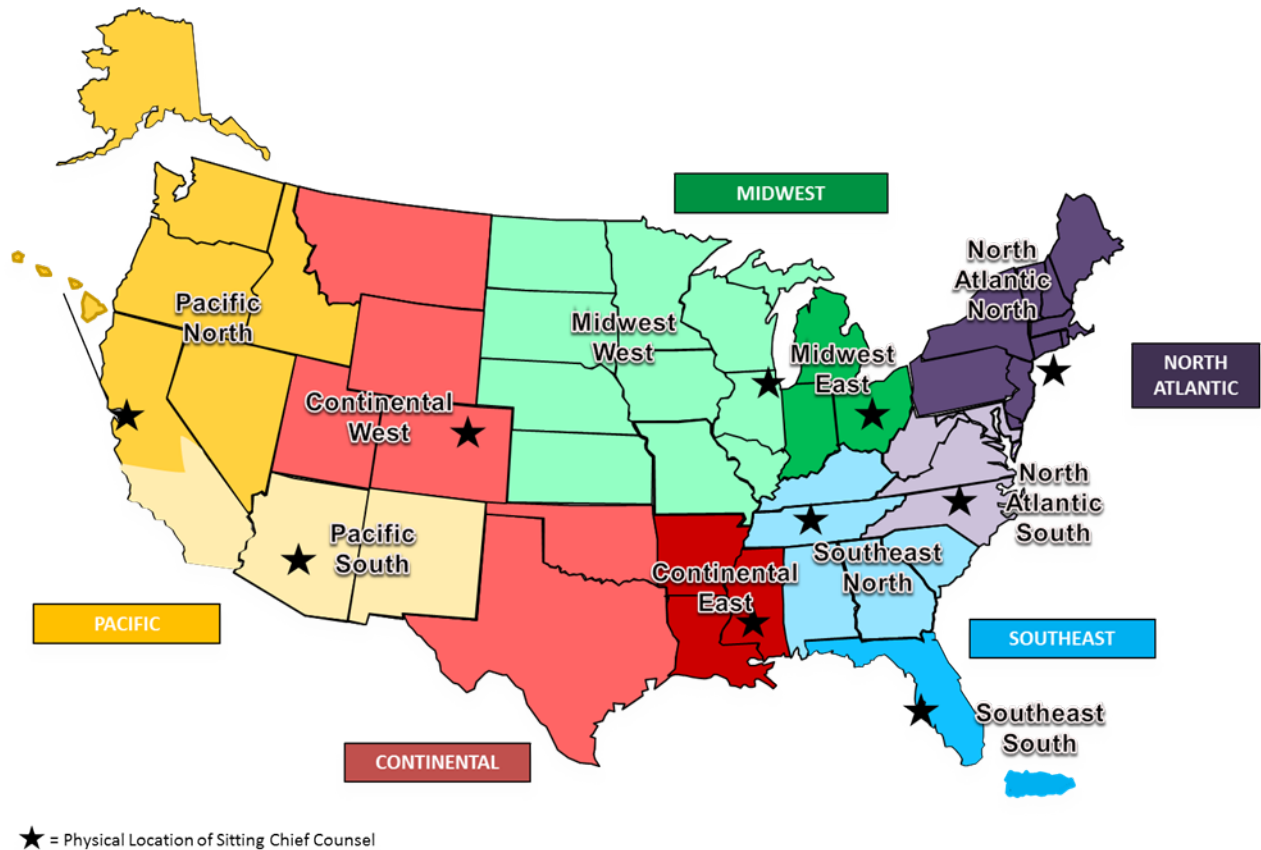 MIDWEST
North
Atlantic
North
Pacific
North
Midwest
West
Midwest
East
NORTH
ATLANTIC
Continental
West
North
Atlantic
South
Pacific
South
Southeast
North
Continental
East
PACIFIC
SOUTHEAST
Southeast
South
CONTINENTAL
= Physical Location of Sitting Chief Counsel